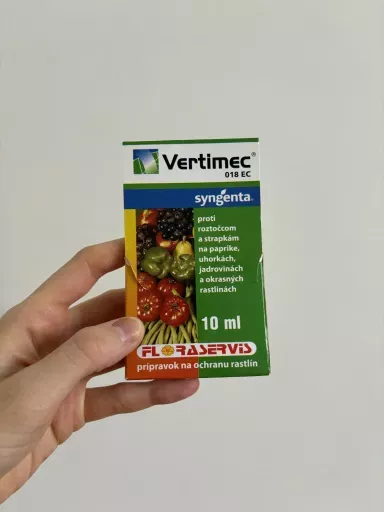 Vertimec®
018 EC
syngenta®
proti
roztočcom
a strapkám
na paprike,
uhorkách,
jadrovinách
a okrasných
rastlinách
10 ml
FLORASERVIS
prípravok na ochranu rastlín